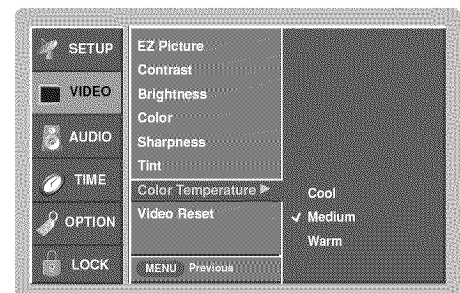 SETUP
VIDEO
AUDIO
TIME
OPTION
LOCK
EZ Picture
Contrast
Brightness
Color
Sharpness
Tint
Color Temperature ▶
Video Reset
MENU Previous
Cool
✓ Medium
Warm